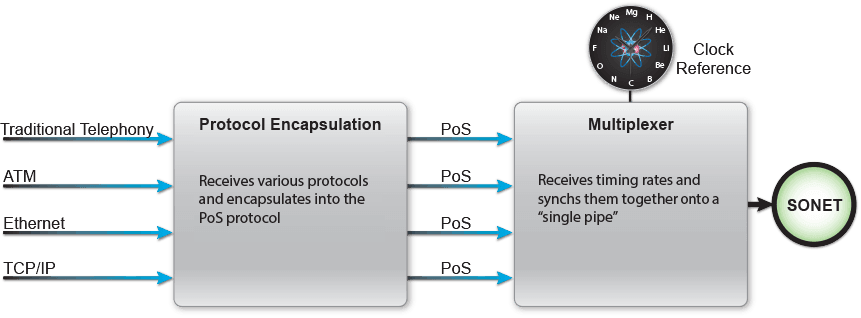 Ne Mg H
Na He
F Li
O Be
N C B
Clock
Reference
Protocol Encapsulation
Multiplexer
Traditional Telephony
PoS
ATM
PoS
Receives various protocols
and encapsulates into the
PoS protocol
Receives timing rates and
synchs them together onto a
“single pipe”
SONET
Ethernet
PoS
TCP/IP
PoS